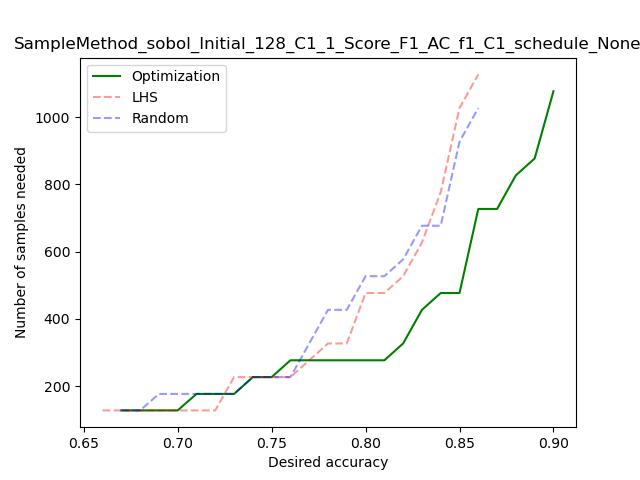 SampleMethod_sobol_Initial_128_C1_1_Score_F1_AC_f1_C1_schedule_None
Optimization
LHS
Random
Number of samples needed
1000
800
600
400
200
0.65 0.70 0.75 0.80 0.85 0.90
Desired accuracy